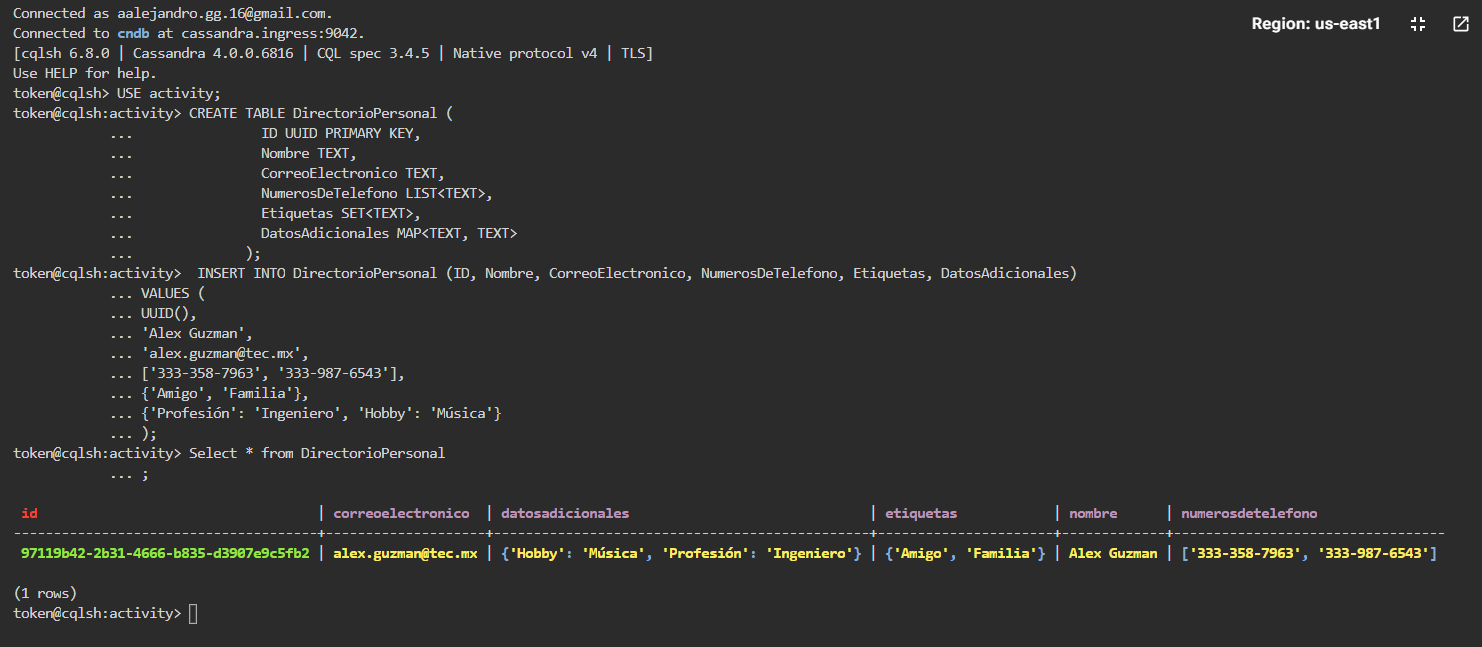 Connected as aalejandro.gg.16@gmail.com.
Region: us-east1
Connected to cndb at cassandra.ingress:9042.
[cqlsh 6.8.0 | Cassandra 4.0.0.6816 | CQL spec 3.4.5 | Native protocol v4 | TLS]
Use HELP for help.
token@cqlsh> USE activity;
token@cqlsh:activity> CREATE TABLE DirectorioPersonal (
... ID UUID PRIMARY KEY,
... Nombre TEXT,
... CorreoElectronico TEXT,
... NumerosDeTelefono LIST<TEXT>,
... Etiquetas SET<TEXT>,
... DatosAdicionales MAP<TEXT, TEXT>
... );
token@cqlsh:activity>  INSERT INTO DirectorioPersonal (ID, Nombre, CorreoElectronico, NumerosDeTelefono, Etiquetas, DatosAdicionales)
... VALUES (
... UUID(),
... 'Alex Guzman',
... 'alex.guzman@tec.mx',
... ['333-358-7963', '333-987-6543'],
... {'Amigo', 'Familia'},
... {'Profesión': 'Ingeniero', 'Hobby': 'Música'}
... );
token@cqlsh:activity> Select * from DirectorioPersonal
... ;
id | correoelectronico | datosadicionales | etiquetas | nombre | numerosdetelefono
97119b42-2b31-4666-b835-d3907e9c5fb2 | alex.guzman@tec.mx | {'Hobby': 'Música', 'Profesión': 'Ingeniero'} | {'Amigo', 'Familia'} | Alex Guzman | ['333-358-7963', '333-987-6543']
(1 rows)
token@cqlsh:activity>